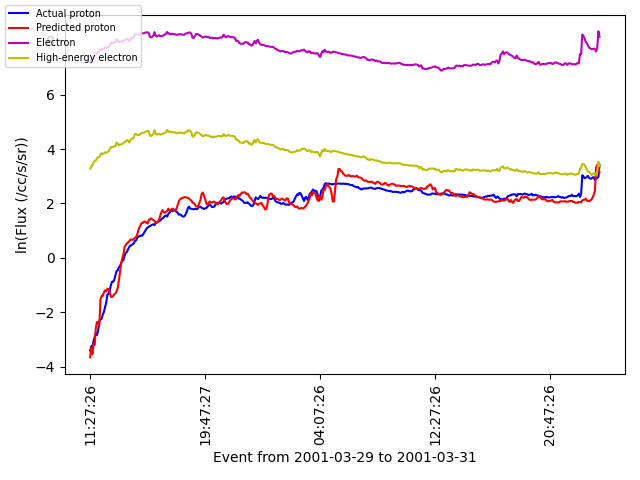 Actual proton
Predicted proton
Electron
High-energy electron
6
4
2
0
−2
−4
ln(Flux (/cc/s/sr))
11:27:26
19:47:27
04:07:26
12:27:26
20:47:26
Event from 2001-03-29 to 2001-03-31